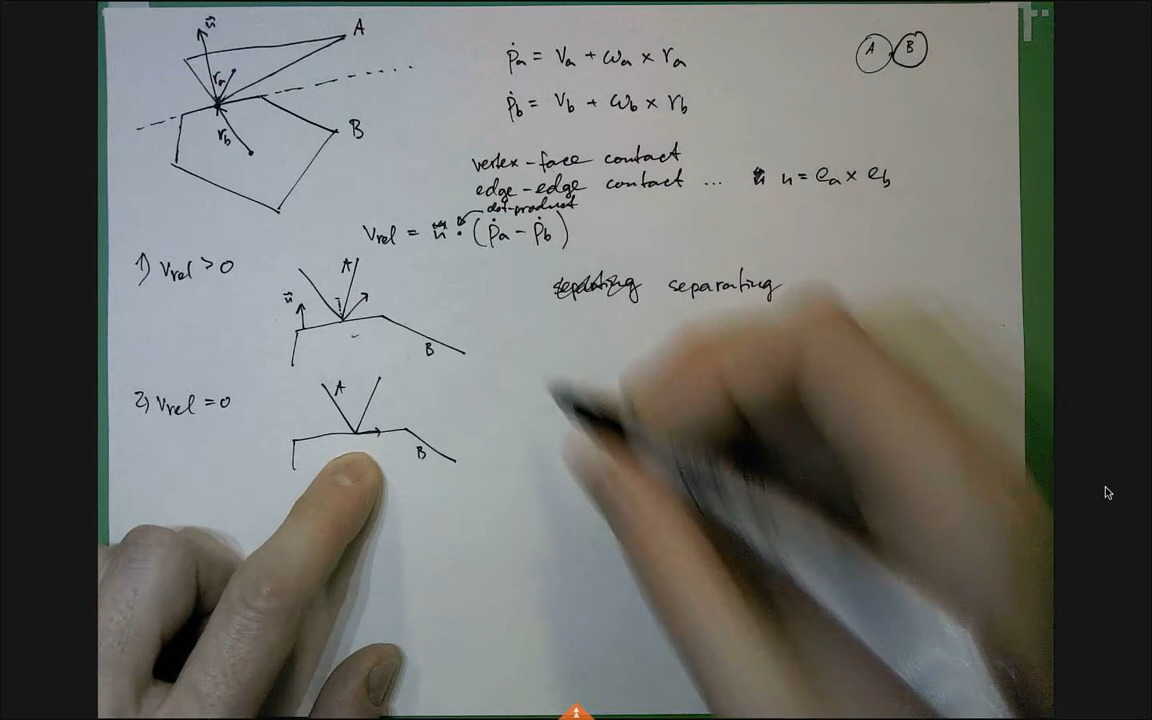 n⃗ A
ṗa = Va + ωa × ra
A B
ra
ṗb = Vb + ωb × rb
rb B
vertex-face contact
edge-edge contact ... n = ea × eb
dot-product
Vrel = n⃗ · (ṗa - ṗb)
1) Vrel > 0 A
separating
n⃗
B
2) Vrel = 0 A
B